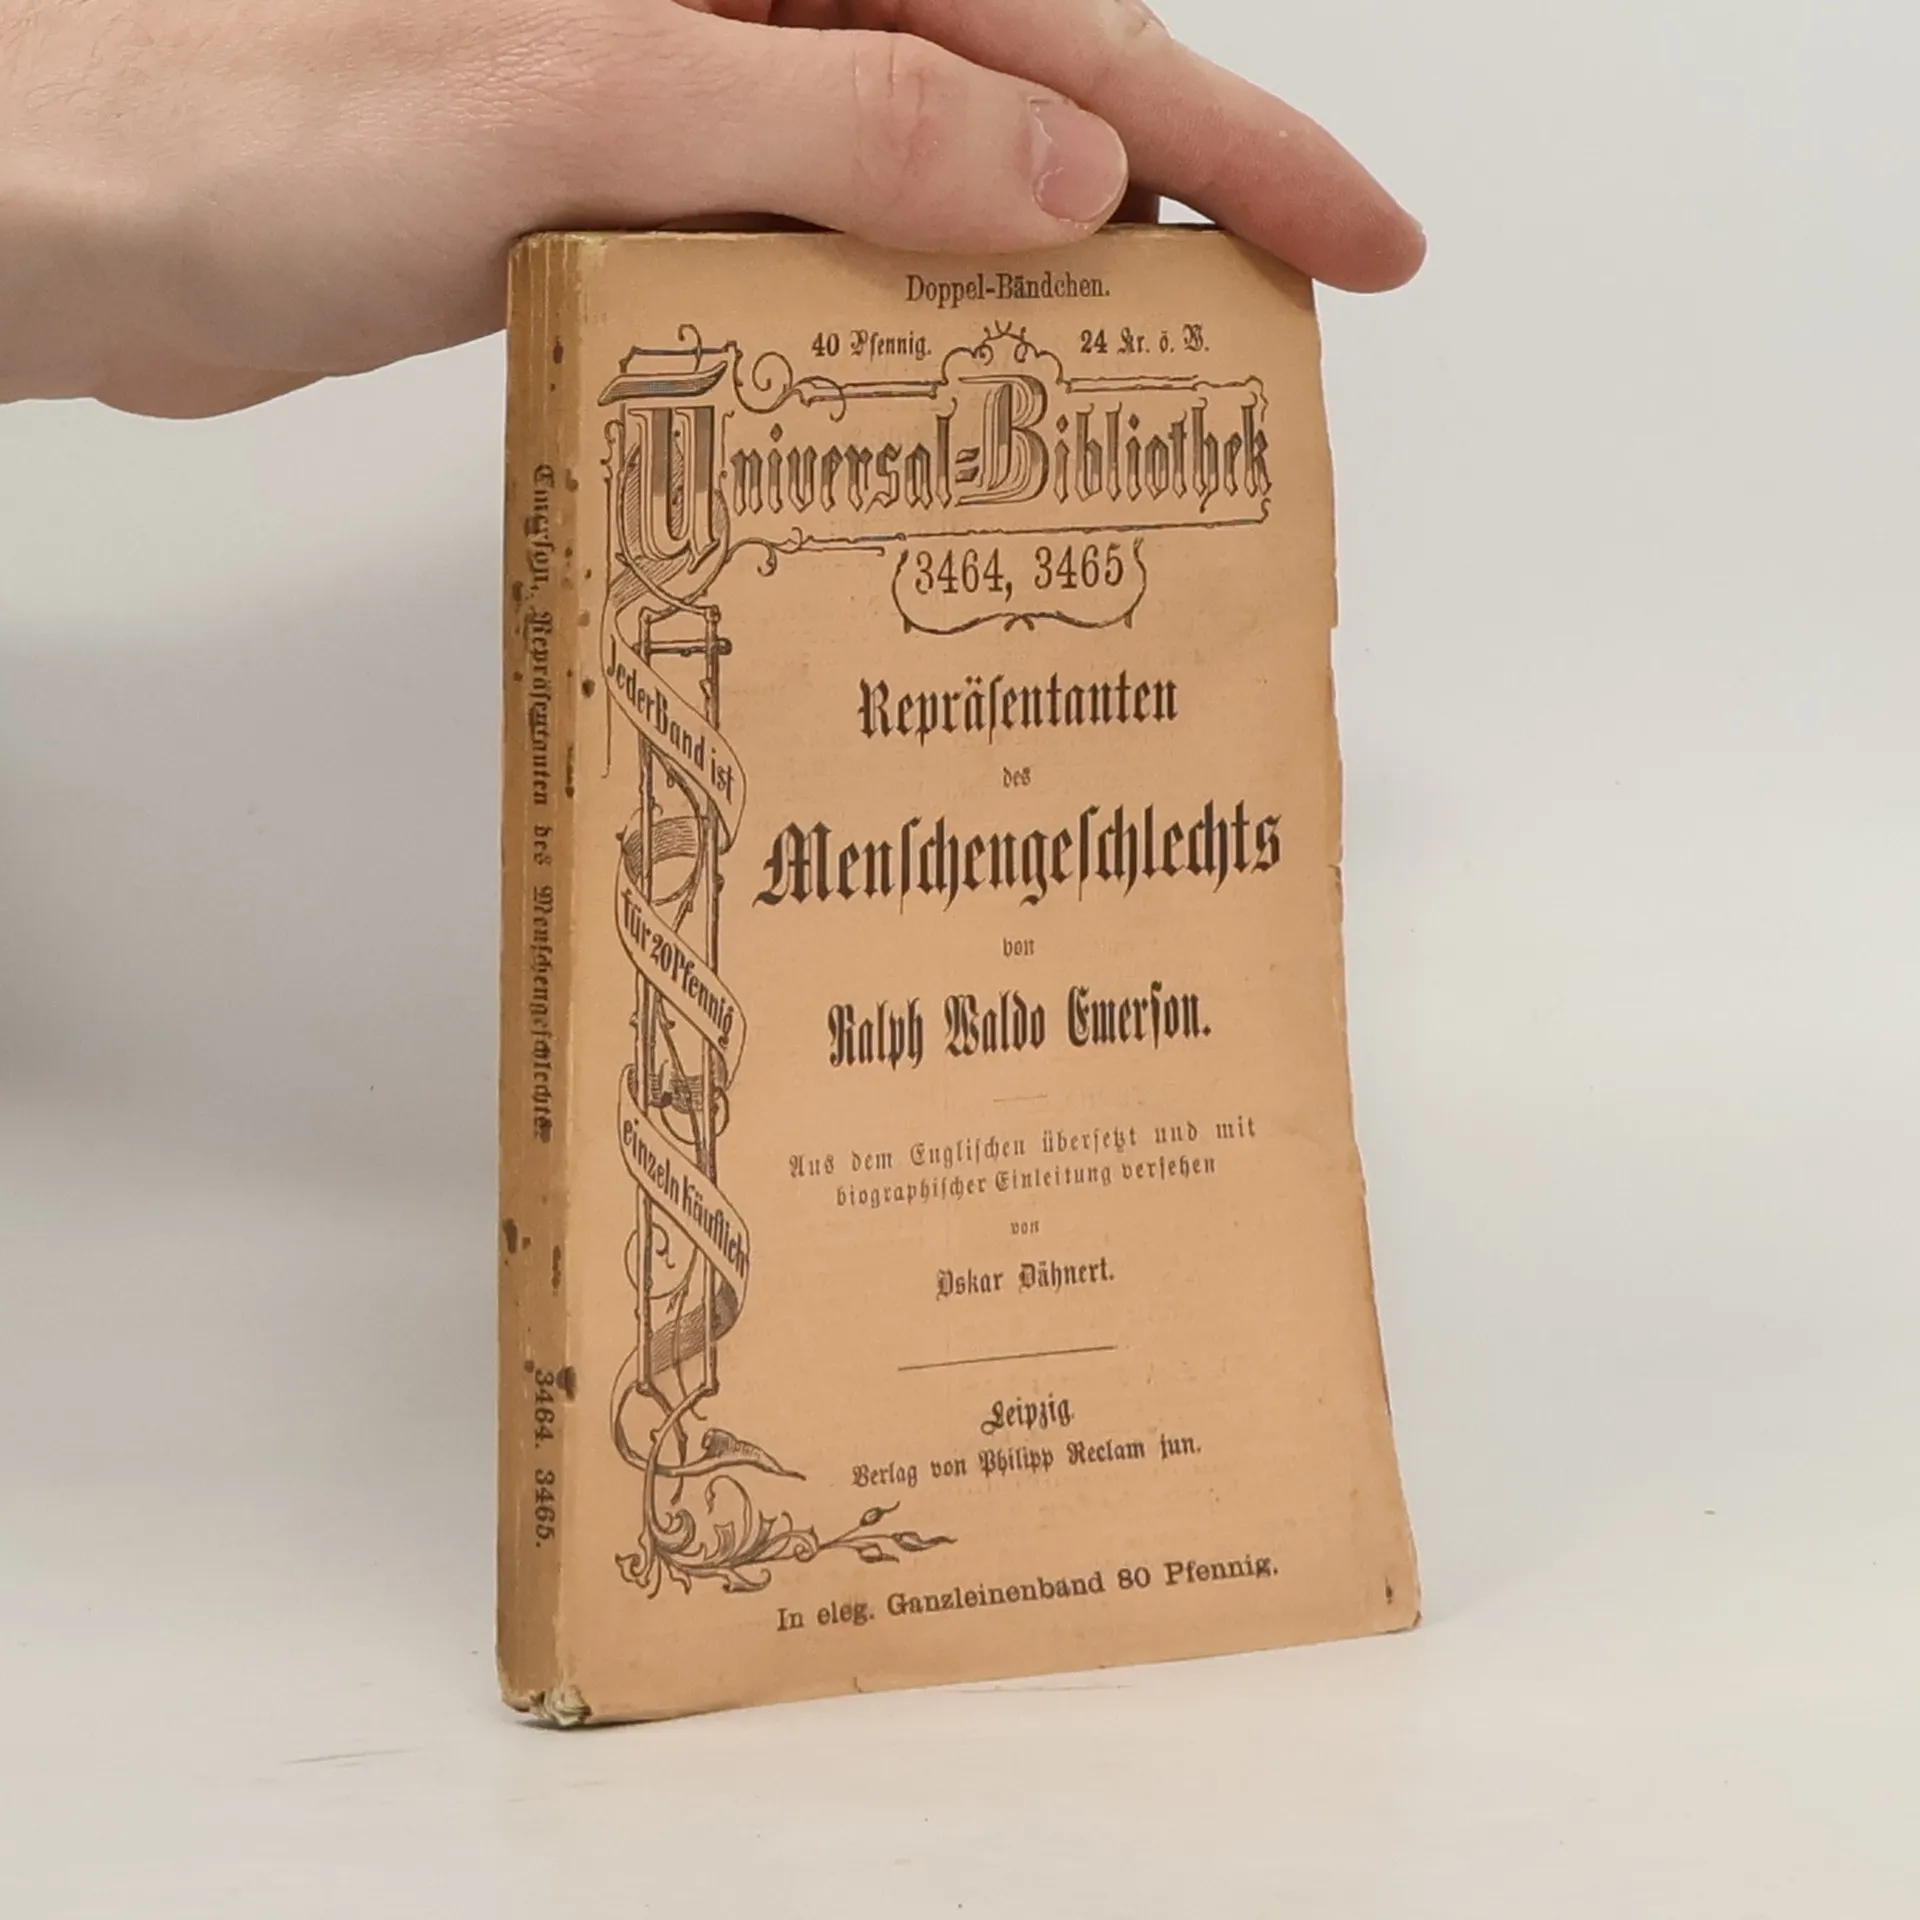 Doppel-Bändchen.
40 Pfennig. 24 Kr. ö. W.
Universal=Bibliothek
3464, 3465
Jeder Band ist
für 20 Pfennig
einzeln käuflich
Repräſentanten
des
Menſchengeſchlechts
von
Ralph Waldo Emerſon.
Aus dem Engliſchen überſetzt und mit
biographiſcher Einleitung verſehen
von
Oskar Dähnert.
Leipzig
Verlag von Philipp Reclam jun.
In eleg. Ganzleinenband 80 Pfennig.
Emerſon, Repräſentanten des Menſchengeſchlechts. 3464. 3465.